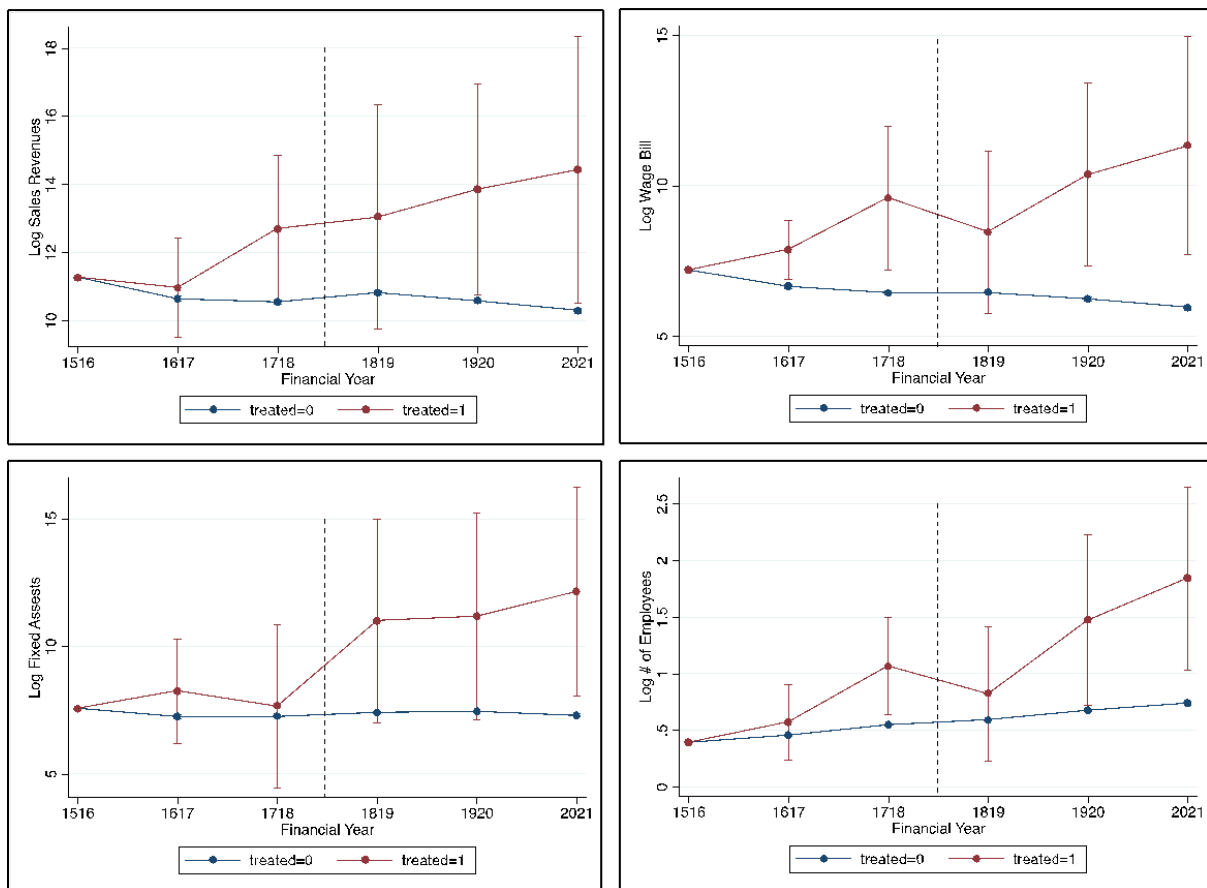 Log Sales Revenues
18
16
14
12
10
1516 1617 1718 1819 1920 2021
Financial Year
treated=0 treated=1
Log Wage Bill
15
10
5
1516 1617 1718 1819 1920 2021
Financial Year
treated=0 treated=1
Log Fixed Assests
15
10
5
1516 1617 1718 1819 1920 2021
Financial Year
treated=0 treated=1
Log # of Employees
2.5
2
1.5
1
.5
0
1516 1617 1718 1819 1920 2021
Financial Year
treated=0 treated=1